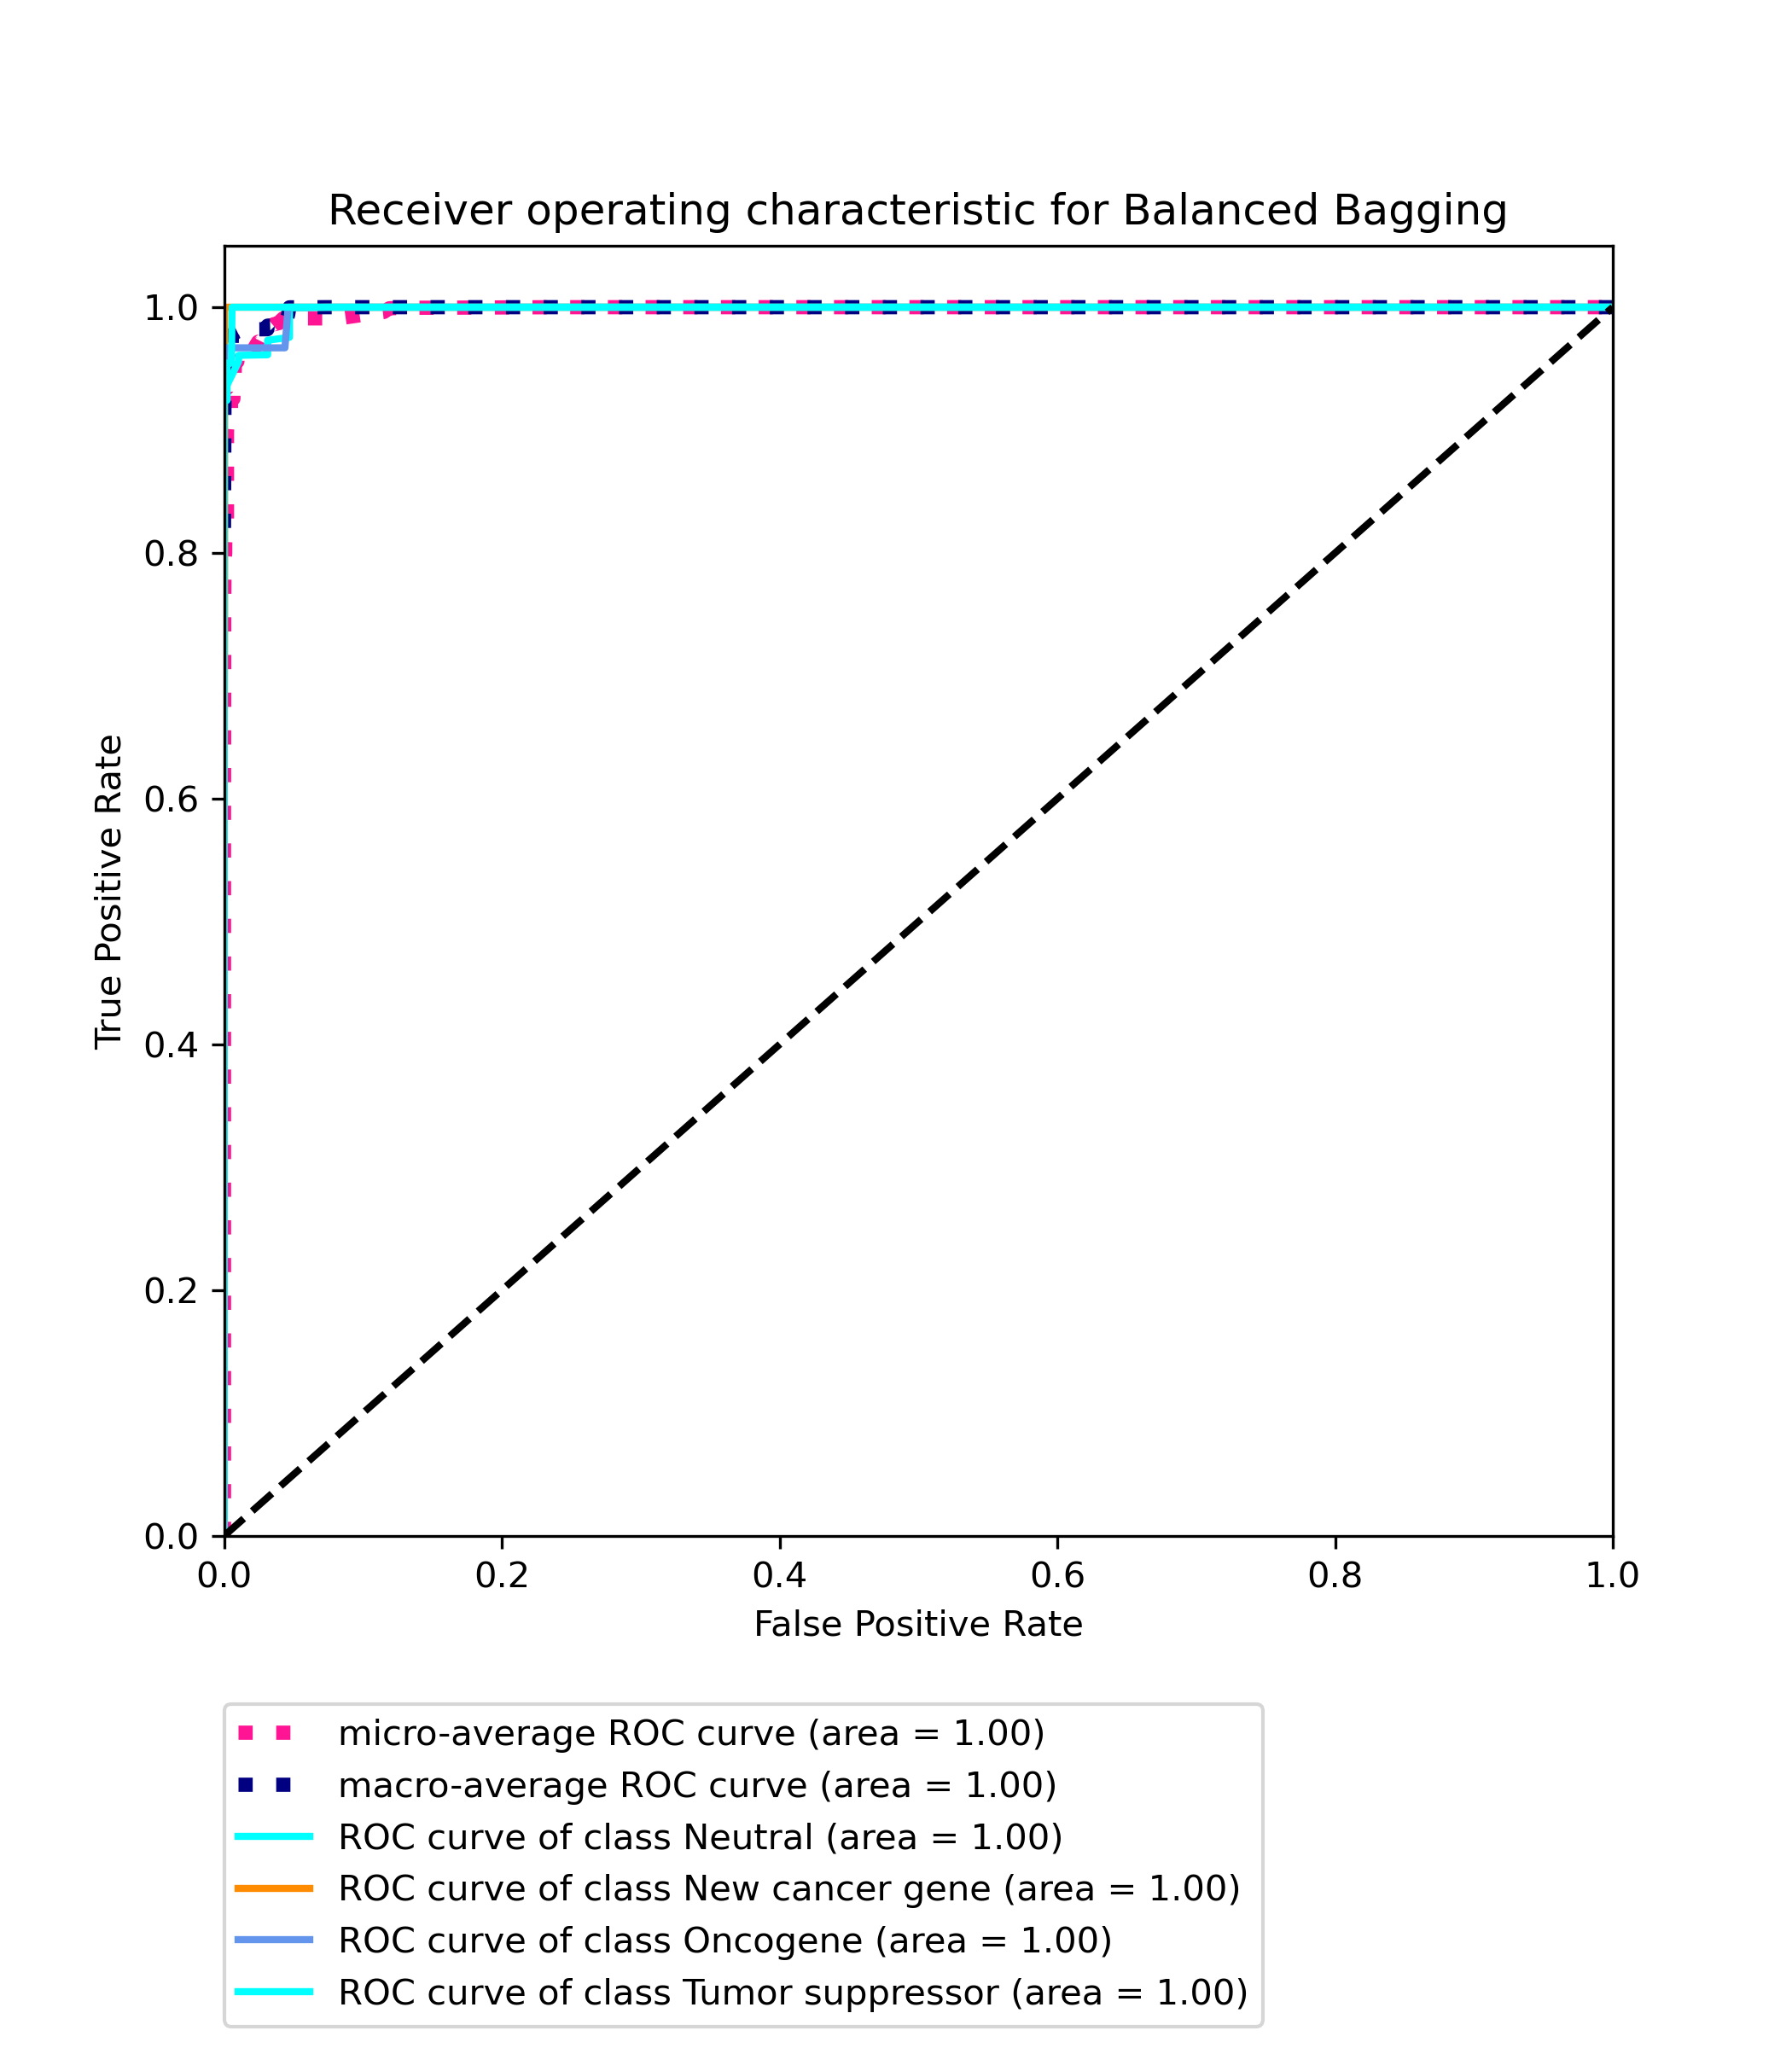 Receiver operating characteristic for Balanced Bagging
1.0
0.8
0.6
0.4
0.2
0.0
True Positive Rate
0.0 0.2 0.4 0.6 0.8 1.0
False Positive Rate
micro-average ROC curve (area = 1.00)
macro-average ROC curve (area = 1.00)
ROC curve of class Neutral (area = 1.00)
ROC curve of class New cancer gene (area = 1.00)
ROC curve of class Oncogene (area = 1.00)
ROC curve of class Tumor suppressor (area = 1.00)